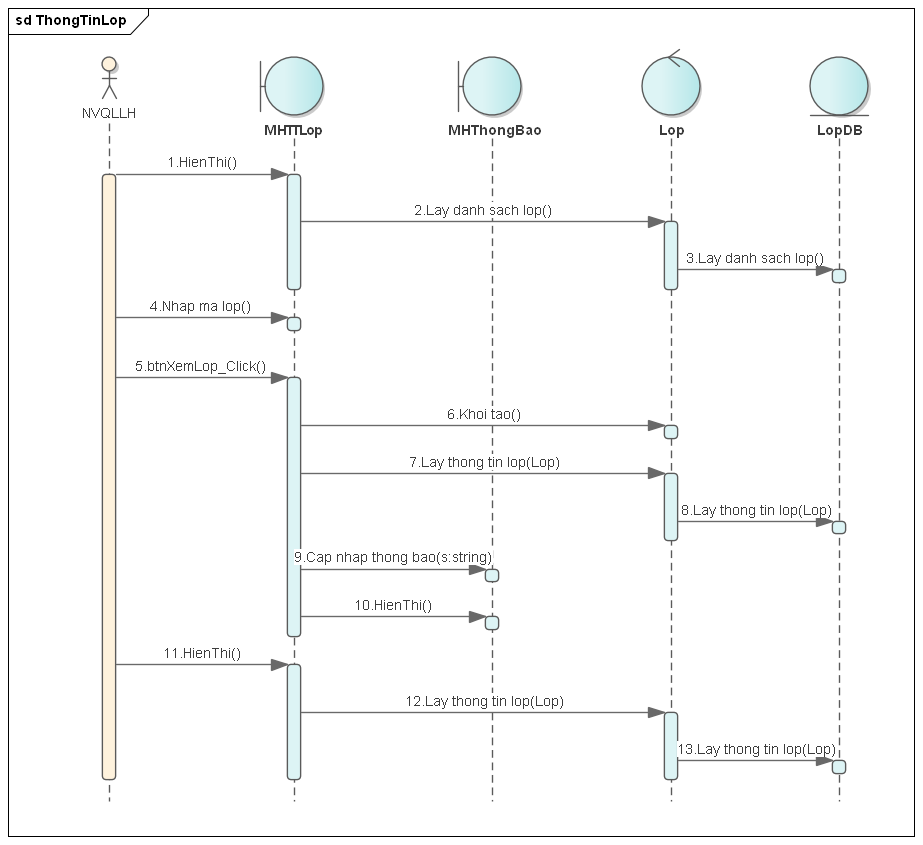 sd ThongTinLop
NVQLLH
MHTTLop
MHThongBao
Lop
LopDB
1.HienThi()
2.Lay danh sach lop()
3.Lay danh sach lop()
4.Nhap ma lop()
5.btnXemLop_Click()
6.Khoi tao()
7.Lay thong tin lop(Lop)
8.Lay thong tin lop(Lop)
9.Cap nhap thong bao(s:string)
10.HienThi()
11.HienThi()
12.Lay thong tin lop(Lop)
13.Lay thong tin lop(Lop)